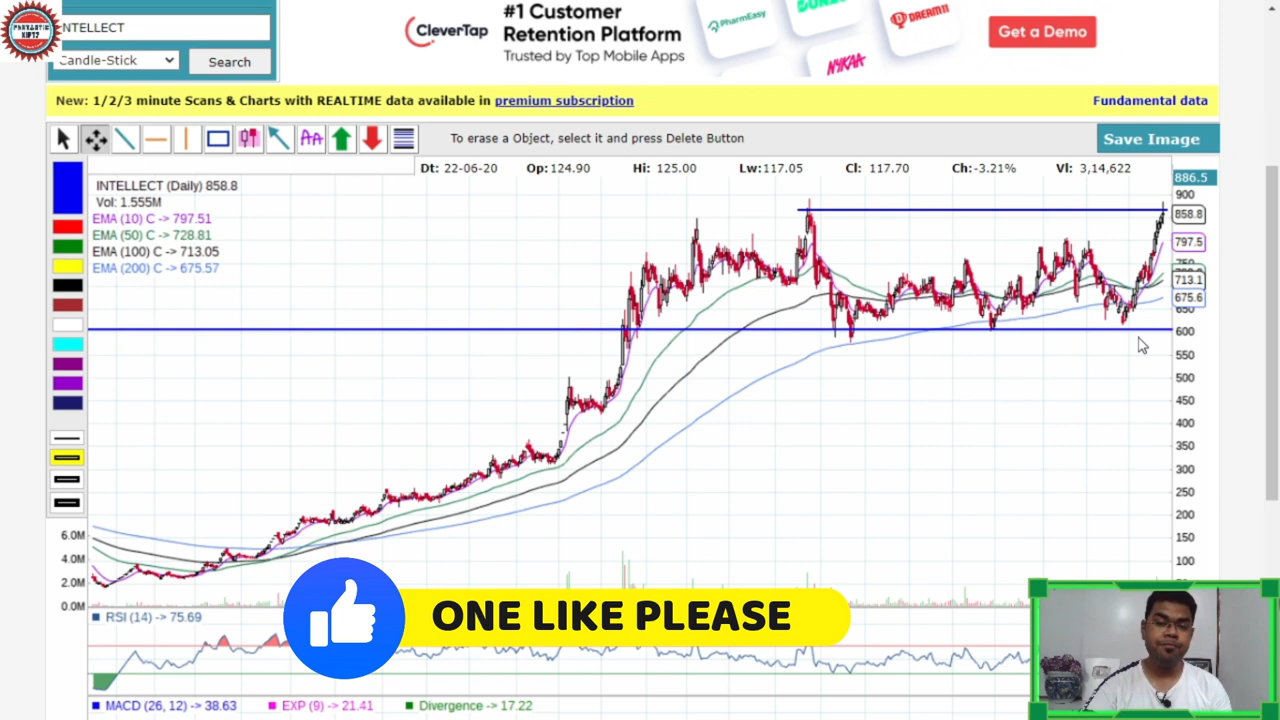 FANTASTIC
NIFTY
INTELLECT
Candle-Stick
Search
CleverTap
#1 Customer
Retention Platform
Trusted by Top Mobile Apps
PharmEasy
DREAM11
NYKAA
Get a Demo
New: 1/2/3 minute Scans & Charts with REALTIME data available in premium subscription
Fundamental data
To erase a Object, select it and press Delete Button
Save Image
Dt: 22-06-20 Op:124.90 Hi: 125.00 Lw:117.05 Cl: 117.70 Ch:-3.21% Vl: 3,14,622
INTELLECT (Daily) 858.8
Vol: 1.555M
EMA (10) C -> 797.51
EMA (50) C -> 728.81
EMA (100) C -> 713.05
EMA (200) C -> 675.57
886.5
900
858.8
797.5
750
713.1
675.6
650
600
550
500
450
400
350
300
250
200
150
100
6.0M
4.0M
2.0M
0.0M
ONE LIKE PLEASE
RSI (14) -> 75.69
MACD (26, 12) -> 38.63 EXP (9) -> 21.41 Divergence -> 17.22